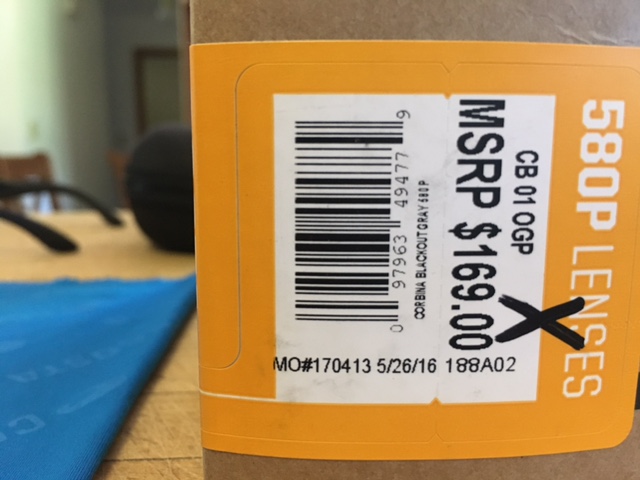 580P LENSES
CB 01 OGP
MSRP $169.00
CORBINA BLACKOUT GRAY 580P
0 97963 49477 9
MO#170413 5/26/16 188A02